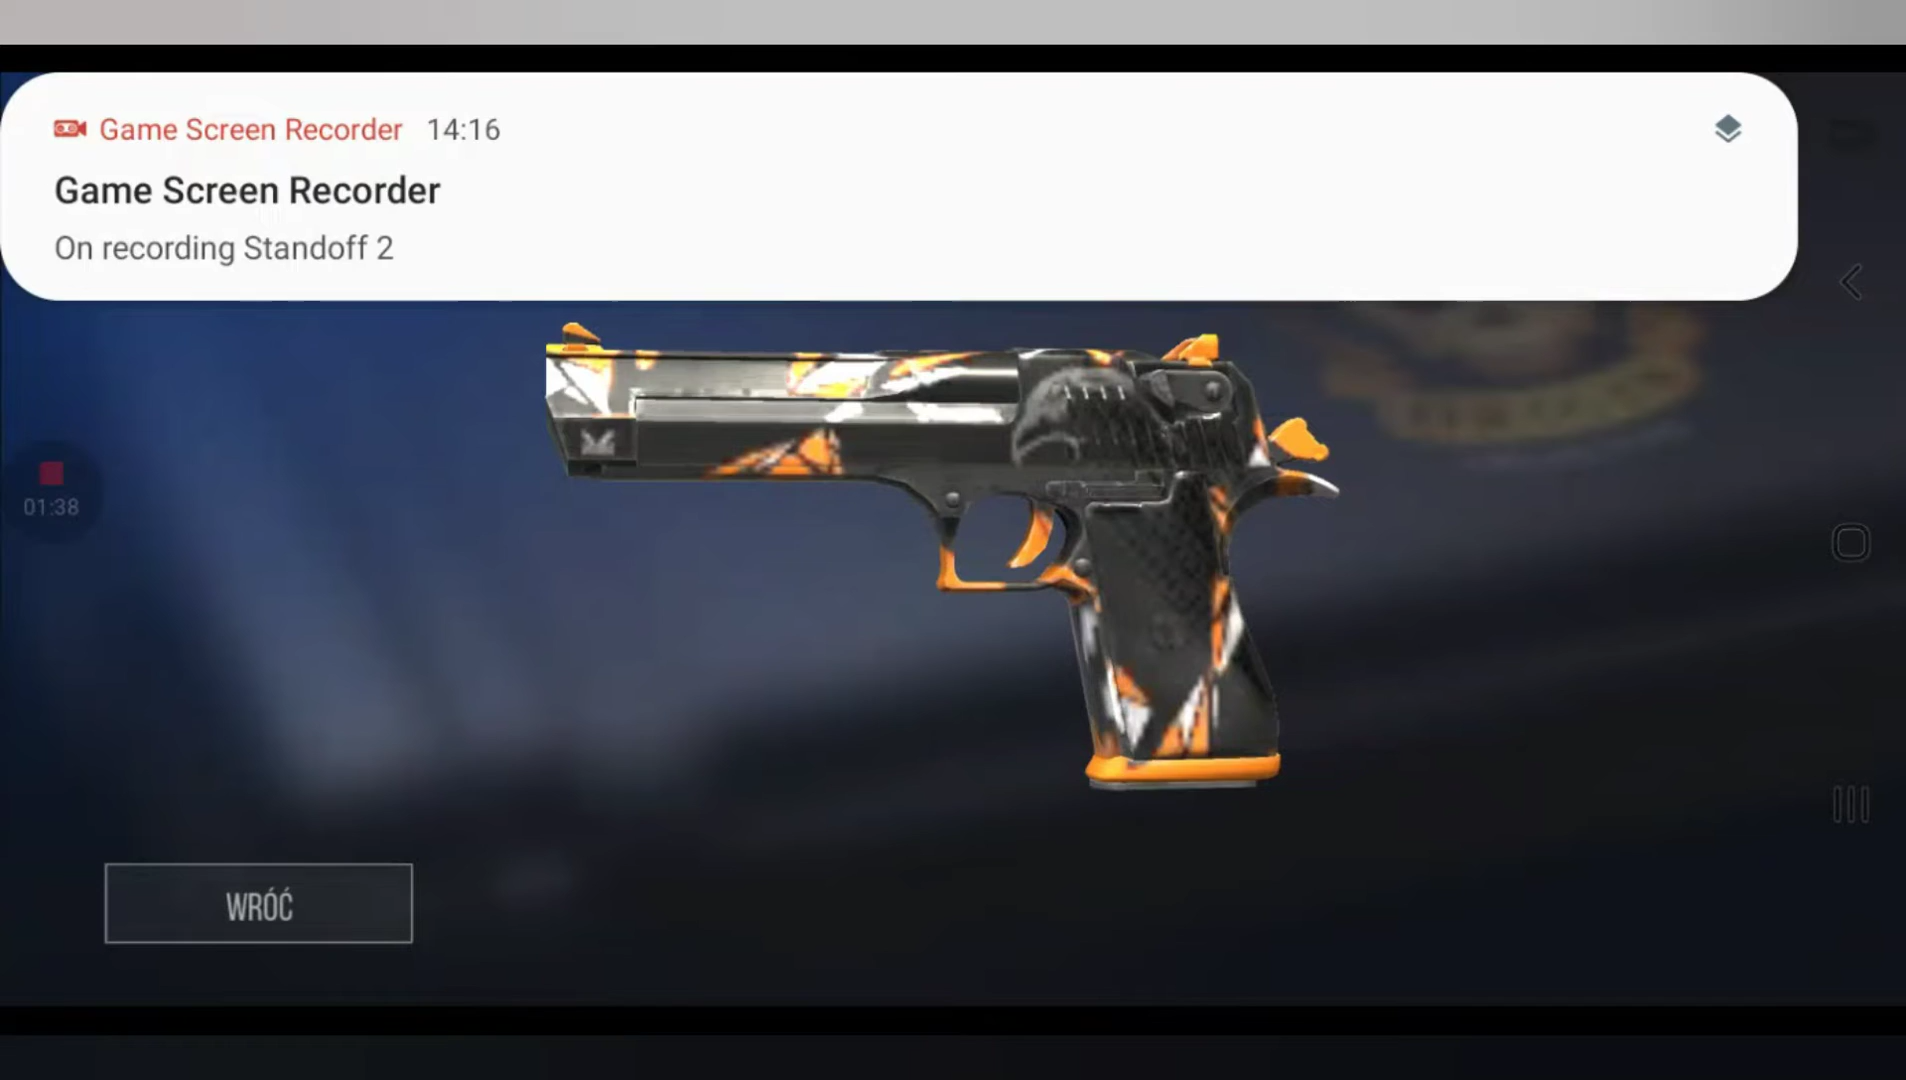 Game Screen Recorder 14:16
Game Screen Recorder
On recording Standoff 2
01:38
WRÓĆ